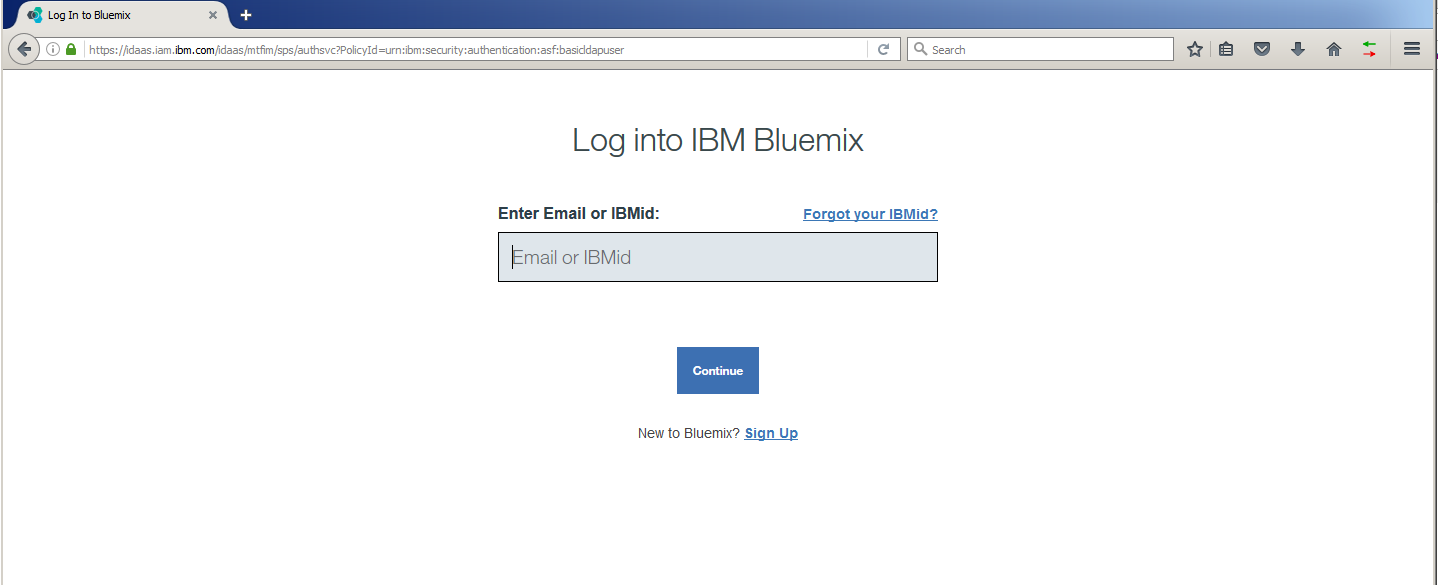 Log In to Bluemix
https://idaas.iam.ibm.com/idaas/mtfim/sps/authsvc?PolicyId=urn:ibm:security:authentication:asf:basicldapuser
Search
Log into IBM Bluemix
Enter Email or IBMid: Forgot your IBMid?
Email or IBMid
Continue
New to Bluemix? Sign Up